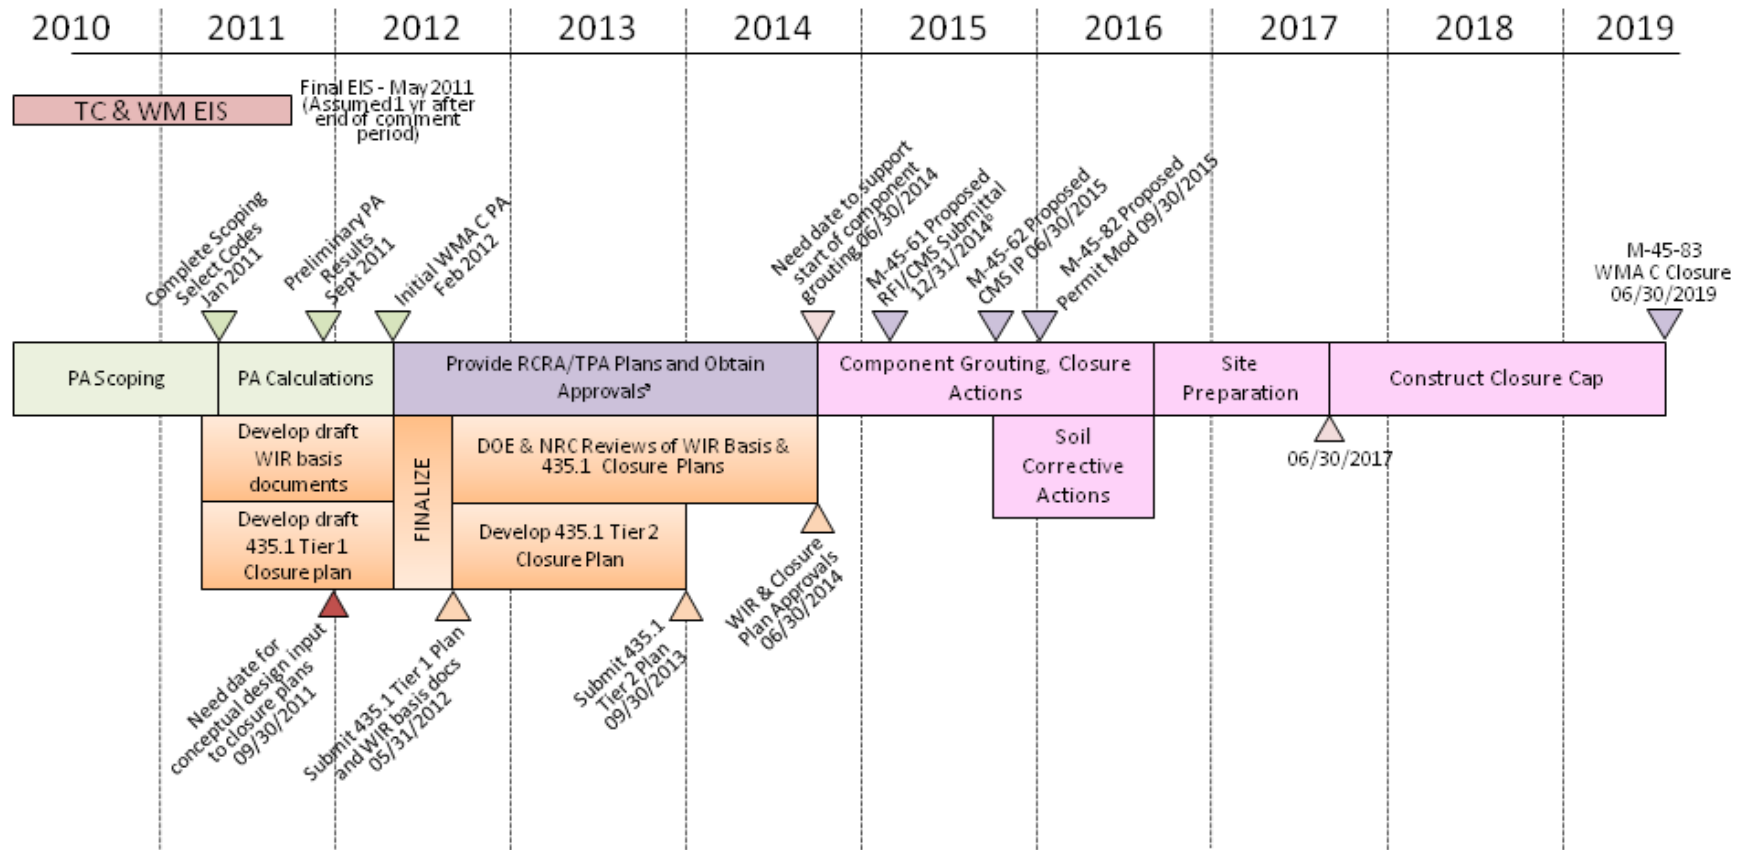 2010 2011 2012 2013 2014 2015 2016 2017 2018 2019
TC & WM EIS
Final EIS - May 2011
(Assumed 1 yr after
end of comment
period)
Complete Scoping
Select Codes
Jan 2011
Preliminary PA
Results
Sept 2011
Initial WMA C PA
Feb 2012
Need date to support
start of component
grouting 06/30/2014
M-45-61 Proposed
RFI/CMS Submittal
12/31/2014ᵇ
M-45-62 Proposed
CMS IP 06/30/2015
M-45-82 Proposed
Permit Mod 09/30/2015
M-45-83
WMA C Closure
06/30/2019
PA Scoping
PA Calculations
Provide RCRA/TPA Plans and Obtain
Approvalsᵃ
Component Grouting, Closure
Actions
Site
Preparation
Construct Closure Cap
Develop draft
WIR basis
documents
FINALIZE
DOE & NRC Reviews of WIR Basis &
435.1 Closure Plans
Soil
Corrective
Actions
06/30/2017
Develop draft
435.1 Tier 1
Closure plan
Develop 435.1 Tier 2
Closure Plan
Need date for
conceptual design input
to closure plans
09/30/2011
Submit 435.1 Tier 1 Plan
and WIR basis docs
05/31/2012
Submit 435.1
Tier 2 Plan
09/30/2013
WIR & Closure
Plan Approvals
06/30/2014